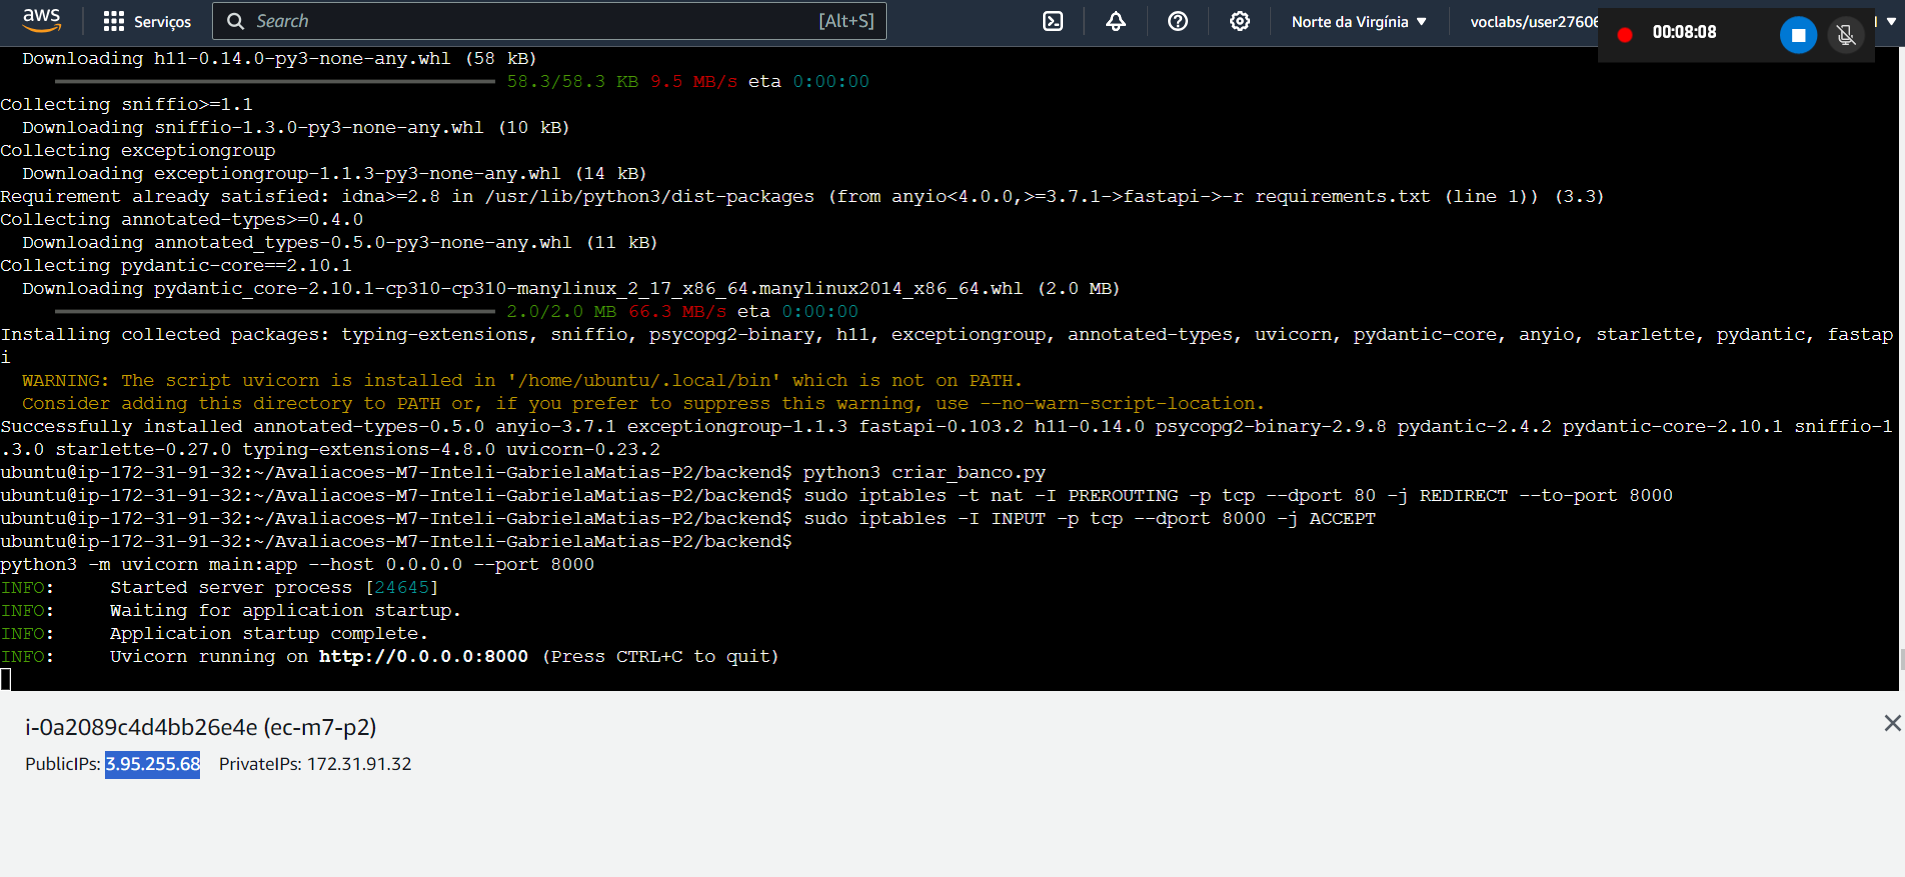 aws
Serviços
Search
[Alt+S]
Norte da Virgínia
voclabs/user2760
00:08:08
Downloading h11-0.14.0-py3-none-any.whl (58 kB)
58.3/58.3 KB 9.5 MB/s eta 0:00:00
Collecting sniffio>=1.1
Downloading sniffio-1.3.0-py3-none-any.whl (10 kB)
Collecting exceptiongroup
Downloading exceptiongroup-1.1.3-py3-none-any.whl (14 kB)
Requirement already satisfied: idna>=2.8 in /usr/lib/python3/dist-packages (from anyio<4.0.0,>=3.7.1->fastapi->-r requirements.txt (line 1)) (3.3)
Collecting annotated-types>=0.4.0
Downloading annotated_types-0.5.0-py3-none-any.whl (11 kB)
Collecting pydantic-core==2.10.1
Downloading pydantic_core-2.10.1-cp310-cp310-manylinux_2_17_x86_64.manylinux2014_x86_64.whl (2.0 MB)
2.0/2.0 MB 66.3 MB/s eta 0:00:00
Installing collected packages: typing-extensions, sniffio, psycopg2-binary, h11, exceptiongroup, annotated-types, uvicorn, pydantic-core, anyio, starlette, pydantic, fastap
i
WARNING: The script uvicorn is installed in '/home/ubuntu/.local/bin' which is not on PATH.
Consider adding this directory to PATH or, if you prefer to suppress this warning, use --no-warn-script-location.
Successfully installed annotated-types-0.5.0 anyio-3.7.1 exceptiongroup-1.1.3 fastapi-0.103.2 h11-0.14.0 psycopg2-binary-2.9.8 pydantic-2.4.2 pydantic-core-2.10.1 sniffio-1
.3.0 starlette-0.27.0 typing-extensions-4.8.0 uvicorn-0.23.2
ubuntu@ip-172-31-91-32:~/Avaliacoes-M7-Inteli-GabrielaMatias-P2/backend$ python3 criar_banco.py
ubuntu@ip-172-31-91-32:~/Avaliacoes-M7-Inteli-GabrielaMatias-P2/backend$ sudo iptables -t nat -I PREROUTING -p tcp --dport 80 -j REDIRECT --to-port 8000
ubuntu@ip-172-31-91-32:~/Avaliacoes-M7-Inteli-GabrielaMatias-P2/backend$ sudo iptables -I INPUT -p tcp --dport 8000 -j ACCEPT
ubuntu@ip-172-31-91-32:~/Avaliacoes-M7-Inteli-GabrielaMatias-P2/backend$
python3 -m uvicorn main:app --host 0.0.0.0 --port 8000
INFO: Started server process [24645]
INFO: Waiting for application startup.
INFO: Application startup complete.
INFO: Uvicorn running on http://0.0.0.0:8000 (Press CTRL+C to quit)
i-0a2089c4d4bb26e4e (ec-m7-p2)
PublicIPs: 3.95.255.68 PrivateIPs: 172.31.91.32